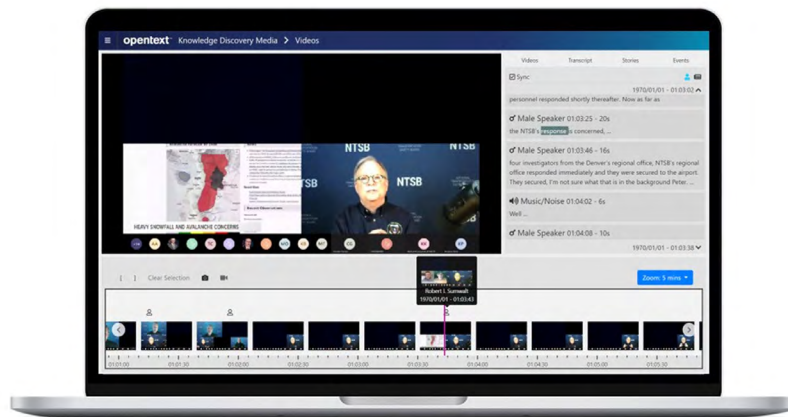 opentext™ Knowledge Discovery Media > Videos
Videos Transcript Stories Events
Sync
1970/01/01 - 01:03:02
personnel responded shortly thereafter. Now as far as
Male Speaker 01:03:25 - 20s
the NTSB's response is concerned, ...
Male Speaker 01:03:46 - 16s
four investigators from the Denver's regional office, NTSB's regional
office responded immediately and they were secured to the airport.
They secured, I'm not sure what that is in the background Peter. ...
Music/Noise 01:04:02 - 6s
Well ...
Male Speaker 01:04:08 - 10s
1970/01/01 - 01:03:38
NTSB
NTSB
TSB
NTSB
HEAVY SNOWFALL AND AVALANCHE CONCERNS
[ ] Clear Selection
Zoom: 5 mins
Robert L Sumwalt
1970/01/01 - 01:03:43
01:01:00 01:01:30 01:02:00 01:02:30 01:03:00 01:03:30 01:04:00 01:04:30 01:05:00 01:05:30